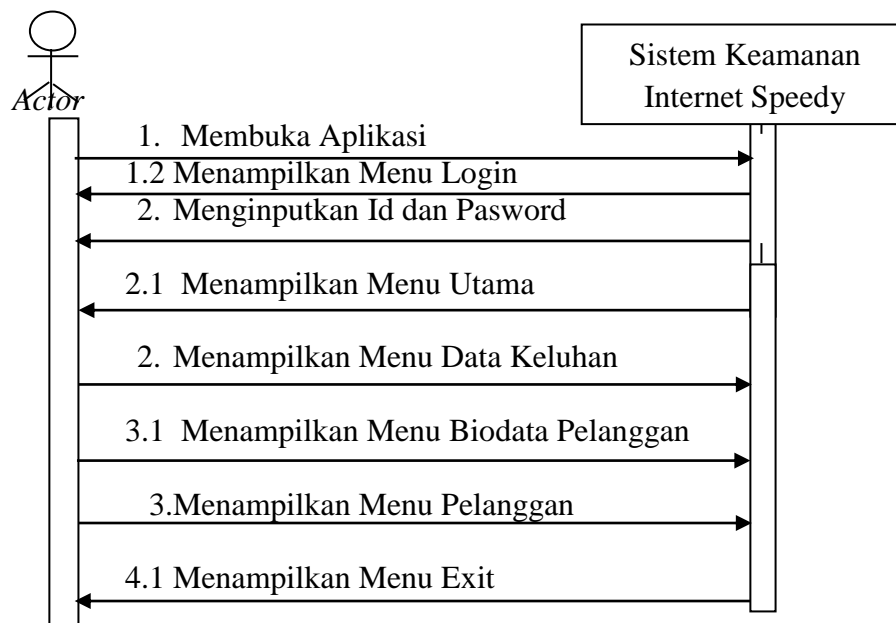 Actor
Sistem Keamanan
Internet Speedy
1. Membuka Aplikasi
1.2 Menampilkan Menu Login
2. Menginputkan Id dan Pasword
2.1 Menampilkan Menu Utama
2. Menampilkan Menu Data Keluhan
3.1 Menampilkan Menu Biodata Pelanggan
3.Menampilkan Menu Pelanggan
4.1 Menampilkan Menu Exit